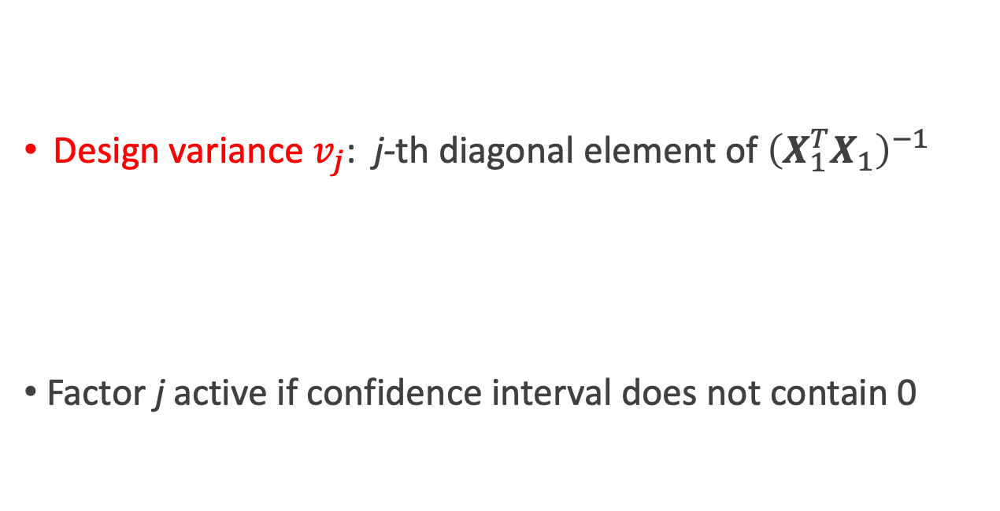 • Design variance 𝑣ⱼ: j-th diagonal element of (𝑿₁ᵀ𝑿₁)⁻¹
• Factor j active if confidence interval does not contain 0